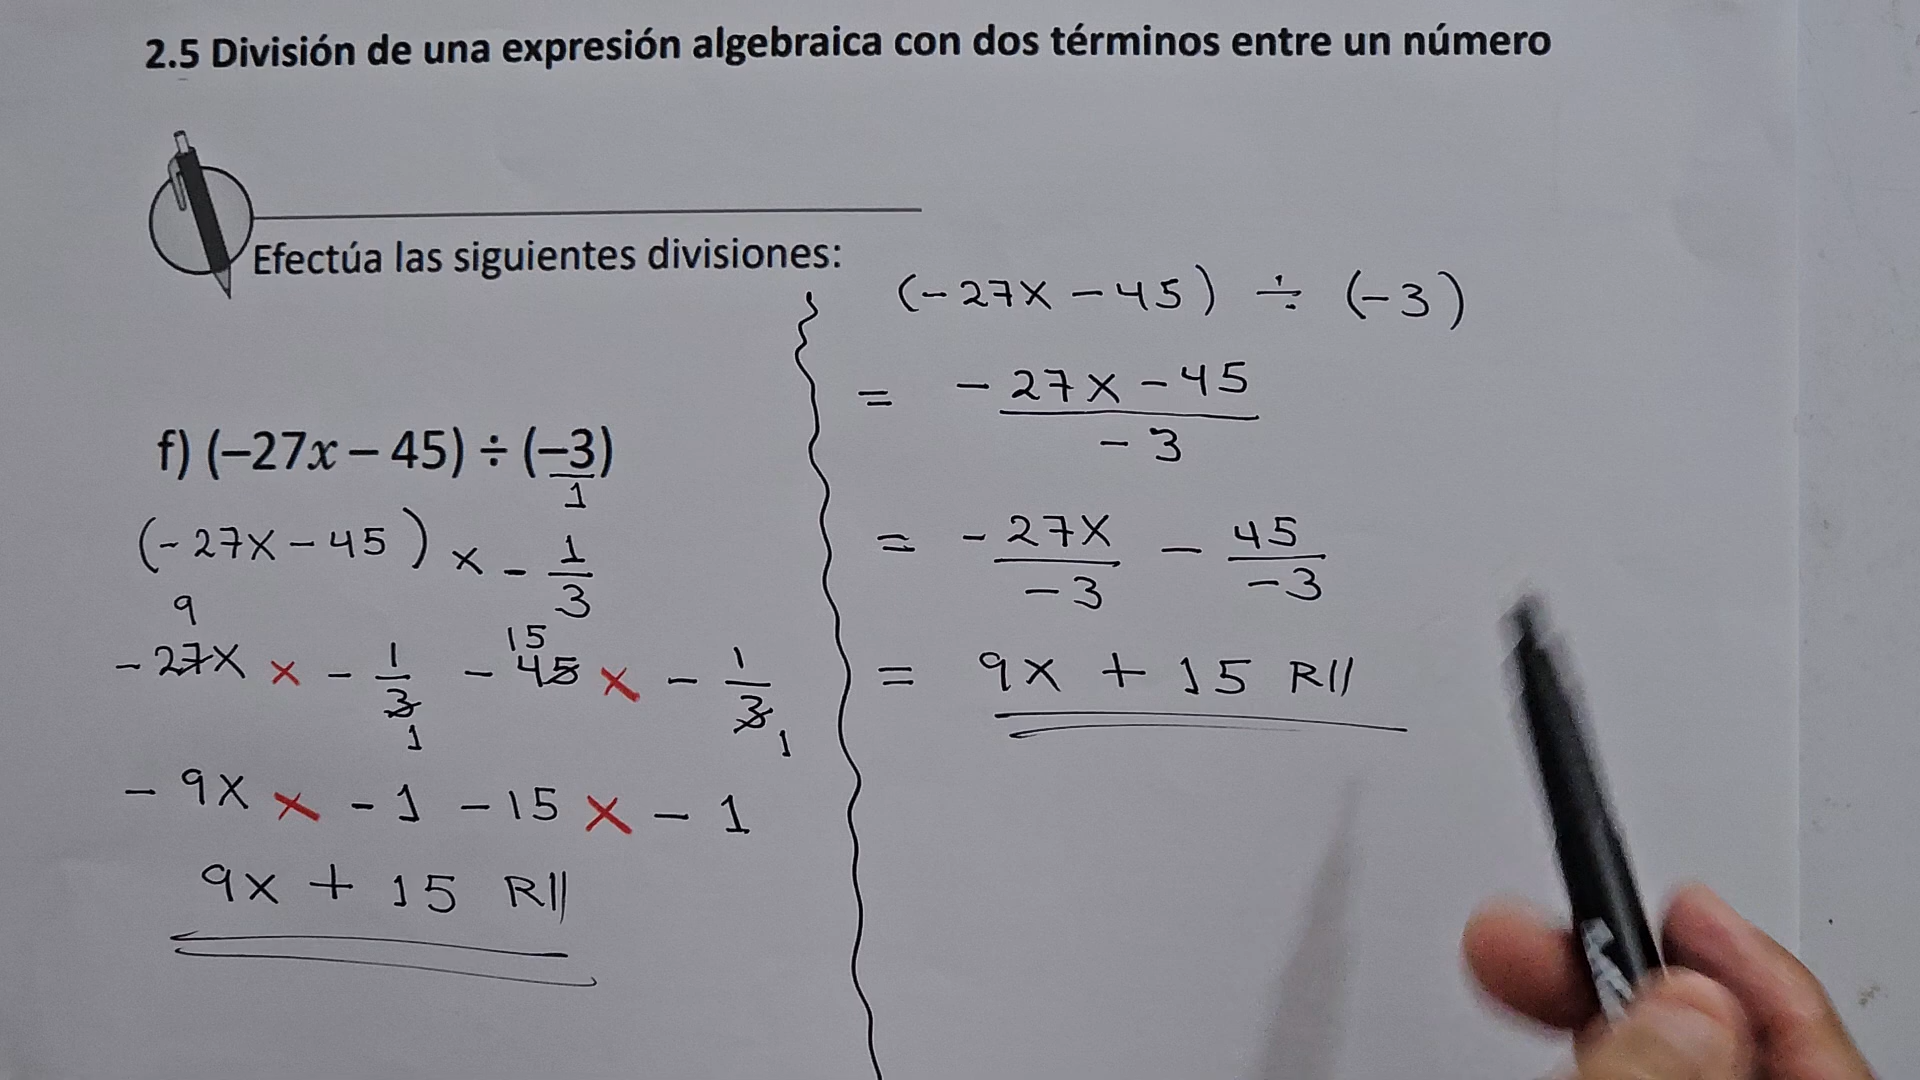 2.5 División de una expresión algebraica con dos términos entre un número
Efectúa las siguientes divisiones:
f) (–27x – 45) ÷ (–3)
1
(-27x - 45) x - 1/3
9 15
-27x x - 1/3 - 45 x - 1/3
1 1
- 9x x - 1 - 15 x - 1
9x + 15 R||
(-27x - 45) ÷ (-3)
= - 27x - 45 / - 3
= - 27x / - 3 - 45 / - 3
= 9x + 15 R||